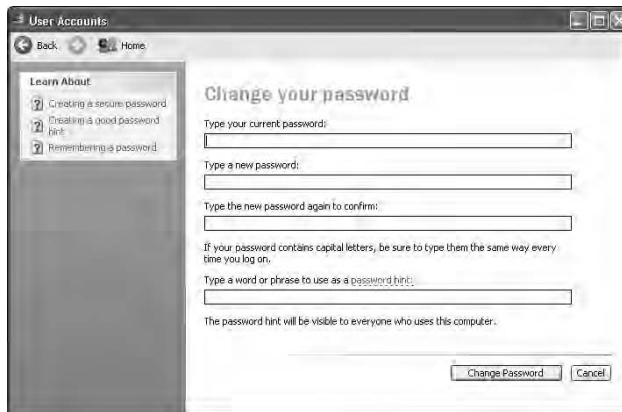 User Accounts
Back Home
Learn About
Creating a secure password
Creating a good password
hint
Remembering a password
Change your password
Type your current password:
Type a new password:
Type the new password again to confirm:
If your password contains capital letters, be sure to type them the same way every
time you log on.
Type a word or phrase to use as a password hint:
The password hint will be visible to everyone who uses this computer.
Change Password Cancel